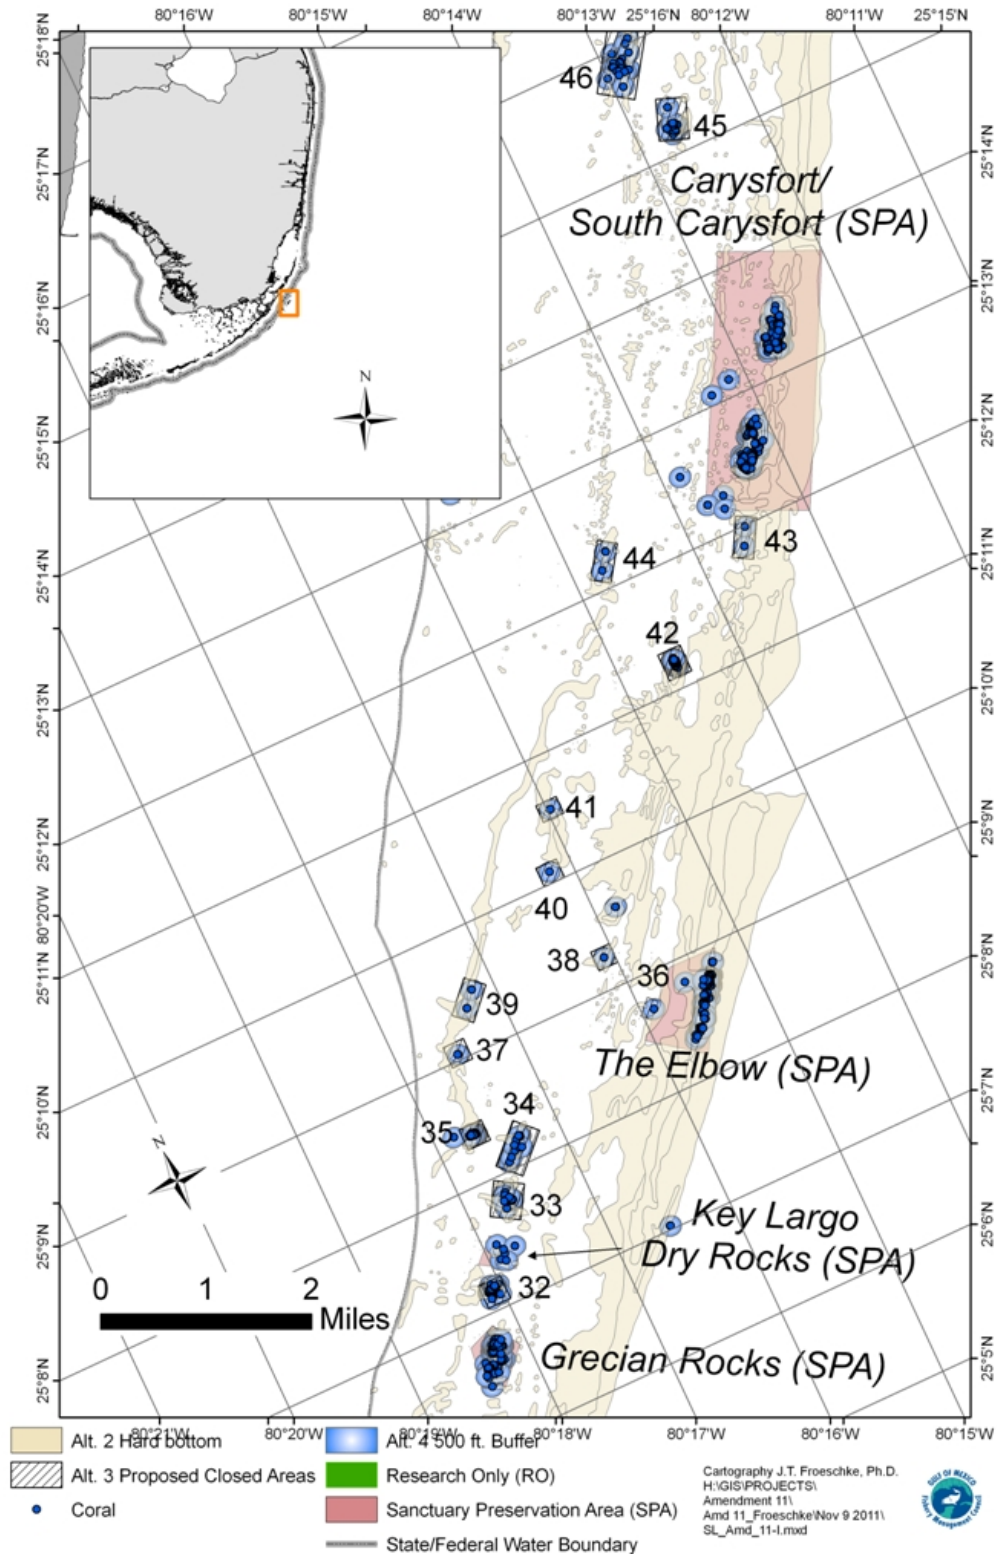 80°16'W 80°15'W 80°14'W 80°13'W 25°16'N 80°12'W 80°11'W 25°15'N
25°18'N
25°17'N
25°16'N
25°15'N
25°14'N
25°13'N
25°12'N
80°20'W
25°11'N
25°10'N
25°9'N
25°8'N
25°14'N
25°13'N
25°12'N
25°11'N
25°10'N
25°9'N
25°8'N
25°7'N
25°6'N
25°5'N
N
46
45
Carysfort/
South Carysfort (SPA)
43
44
42
41
40
38
36
39
37
The Elbow (SPA)
34
35
33
N
Key Largo
Dry Rocks (SPA)
32
0 1 2
Miles
Grecian Rocks (SPA)
80°21'W 80°20'W 80°19'W 80°18'W 80°17'W 80°16'W 80°15'W
Alt. 2 Hard bottom
Alt. 3 Proposed Closed Areas
Coral
Alt. 4 500 ft. Buffer
Research Only (RO)
Sanctuary Preservation Area (SPA)
State/Federal Water Boundary
Cartography J.T. Froeschke, Ph.D.
H:\GIS\PROJECTS\
Amendment 11\
Amd 11_Froeschke\Nov 9 2011\
SL_Amd_11-I.mxd
GULF OF MEXICO
Fishery Management Council